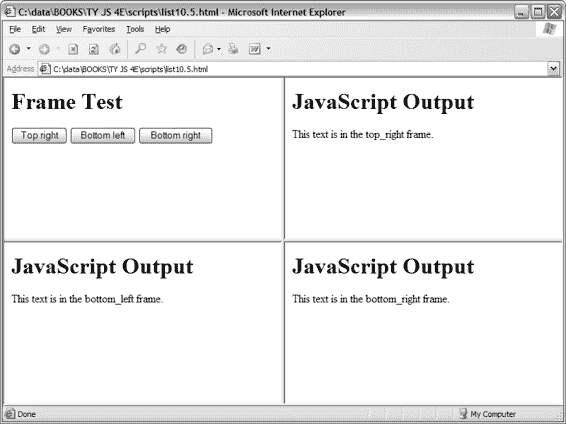 C:\data\BOOKS\TY JS 4E\scripts\list10.5.html - Microsoft Internet Explorer
File Edit View Favorites Tools Help
Address C:\data\BOOKS\TY JS 4E\scripts\list10.5.html
Frame Test
Top right Bottom left Bottom right
JavaScript Output
This text is in the top_right frame.
JavaScript Output
This text is in the bottom_left frame.
JavaScript Output
This text is in the bottom_right frame.
Done
My Computer